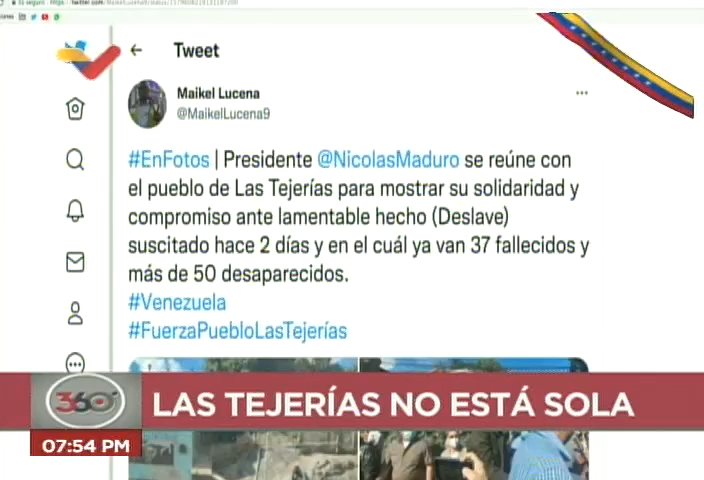 Tweet
Maikel Lucena
@MaikelLucena9
#EnFotos | Presidente @NicolasMaduro se reúne con
el pueblo de Las Tejerías para mostrar su solidaridad y
compromiso ante lamentable hecho (Deslave)
suscitado hace 2 días y en el cuál ya van 37 fallecidos y
más de 50 desaparecidos.
#Venezuela
#FuerzaPuebloLasTejerías
360°
LAS TEJERÍAS NO ESTÁ SOLA
07:54 PM